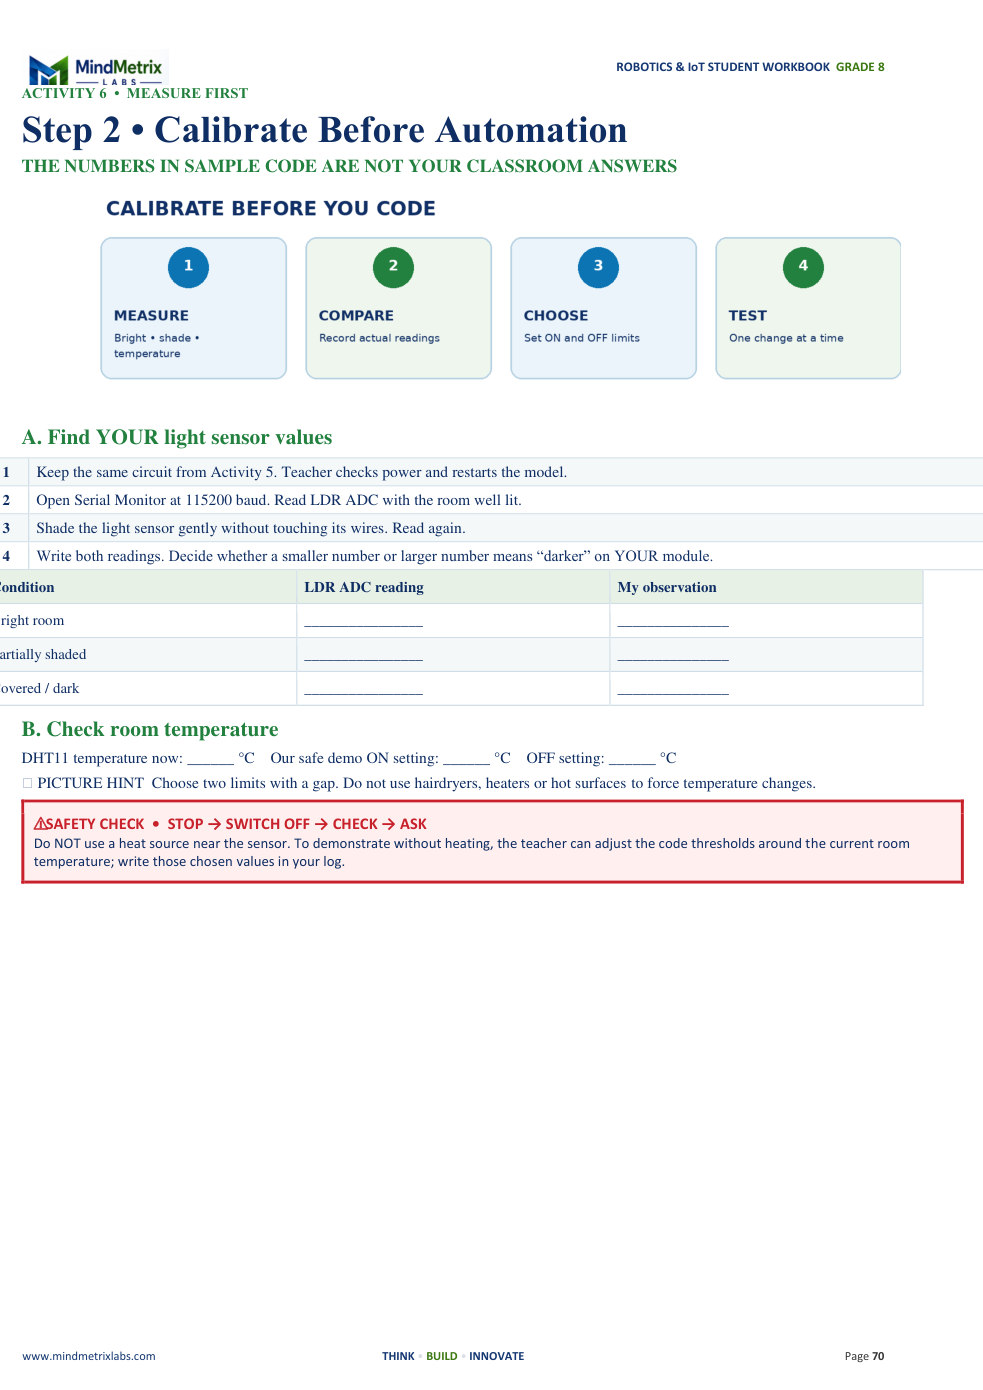 MindMetrix
LABS
ROBOTICS & IoT STUDENT WORKBOOK GRADE 8
ACTIVITY 6 • MEASURE FIRST
Step 2 • Calibrate Before Automation
THE NUMBERS IN SAMPLE CODE ARE NOT YOUR CLASSROOM ANSWERS
CALIBRATE BEFORE YOU CODE
1
MEASURE
Bright • shade •
temperature
2
COMPARE
Record actual readings
3
CHOOSE
Set ON and OFF limits
4
TEST
One change at a time
A. Find YOUR light sensor values
1 Keep the same circuit from Activity 5. Teacher checks power and restarts the model.
2 Open Serial Monitor at 115200 baud. Read LDR ADC with the room well lit.
3 Shade the light sensor gently without touching its wires. Read again.
4 Write both readings. Decide whether a smaller number or larger number means “darker” on YOUR module.
ondition LDR ADC reading My observation
right room ________________ _______________
artially shaded ________________ _______________
overed / dark ________________ _______________
B. Check room temperature
DHT11 temperature now: ______ °C Our safe demo ON setting: ______ °C OFF setting: ______ °C
□ PICTURE HINT Choose two limits with a gap. Do not use hairdryers, heaters or hot surfaces to force temperature changes.
⚠SAFETY CHECK • STOP → SWITCH OFF → CHECK → ASK
Do NOT use a heat source near the sensor. To demonstrate without heating, the teacher can adjust the code thresholds around the current room
temperature; write those chosen values in your log.
www.mindmetrixlabs.com THINK • BUILD • INNOVATE Page 70